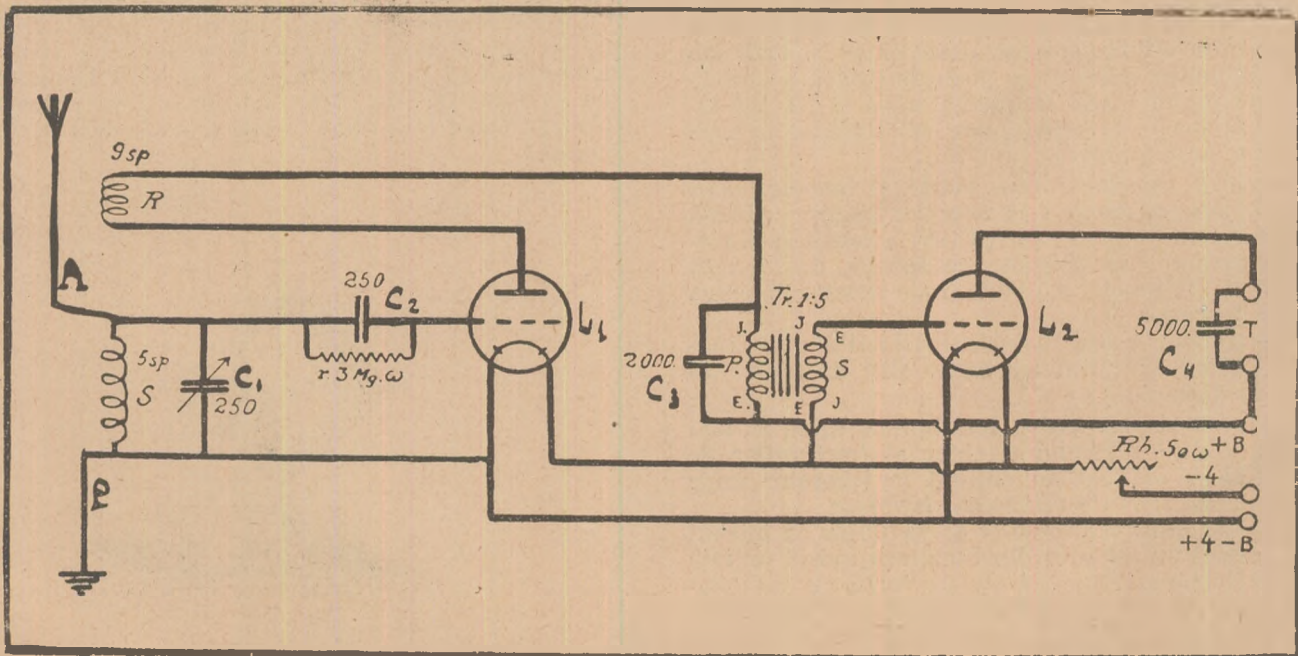 9sp
R
A
250
C2
L1
Tr. 1:5
L2
5000.
T
C4
5sp
S
C1
250
r. 3 Mg. ω
2000.
C3
P.
J.
J
E
S
E.
E
J
Rh. 50ω
+B
-4
P
+4-B